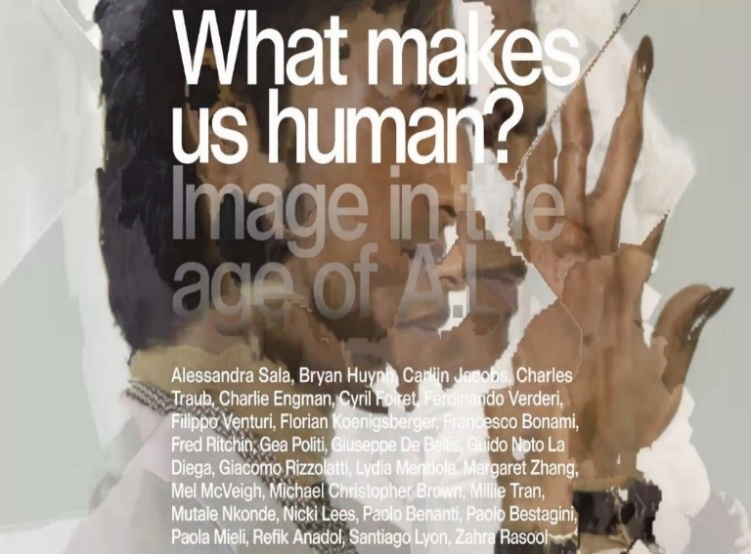 What makes
us human?
Image in the
age of A.I.
Alessandra Sala, Bryan Huynh, Carlijn Jacobs, Charles
Traub, Charlie Engman, Cyril Foiret, Ferdinando Verderi,
Filippo Venturi, Florian Koenigsberger, Francesco Bonami,
Fred Ritchin, Gea Politi, Giuseppe De Bellis, Guido Noto La
Diega, Giacomo Rizzolatti, Lydia Mendola, Margaret Zhang,
Mel McVeigh, Michael Christopher Brown, Millie Tran,
Mutale Nkonde, Nicki Lees, Paolo Benanti, Paolo Bestagini,
Paola Mieli, Refik Anadol, Santiago Lyon, Zahra Rasool